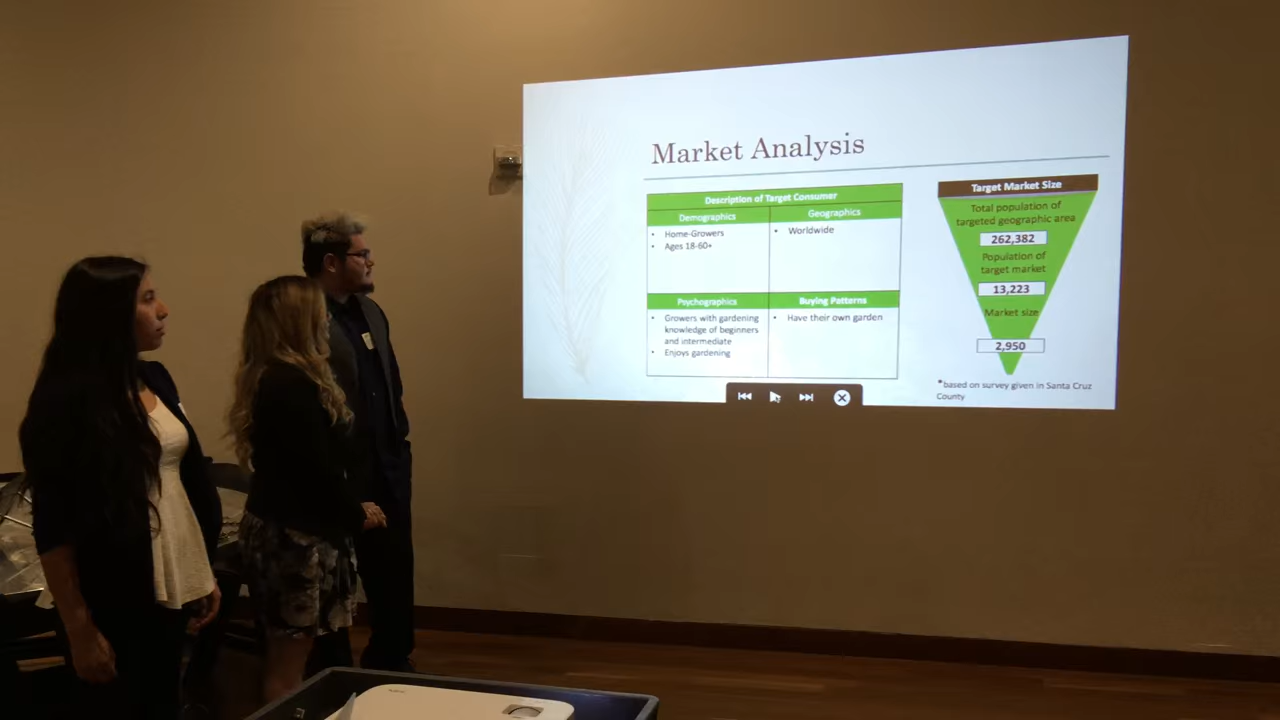 Market Analysis
Description of Target Consumer
Demographics
Geographics
• Home-Growers
• Ages 18-60+
• Worldwide
Psychographics
Buying Patterns
• Growers with gardening
knowledge of beginners
and intermediate
• Enjoys gardening
• Have their own garden
Target Market Size
Total population of
targeted geographic area
262,382
Population of
target market
13,223
Market size
2,950
*based on survey given in Santa Cruz
County